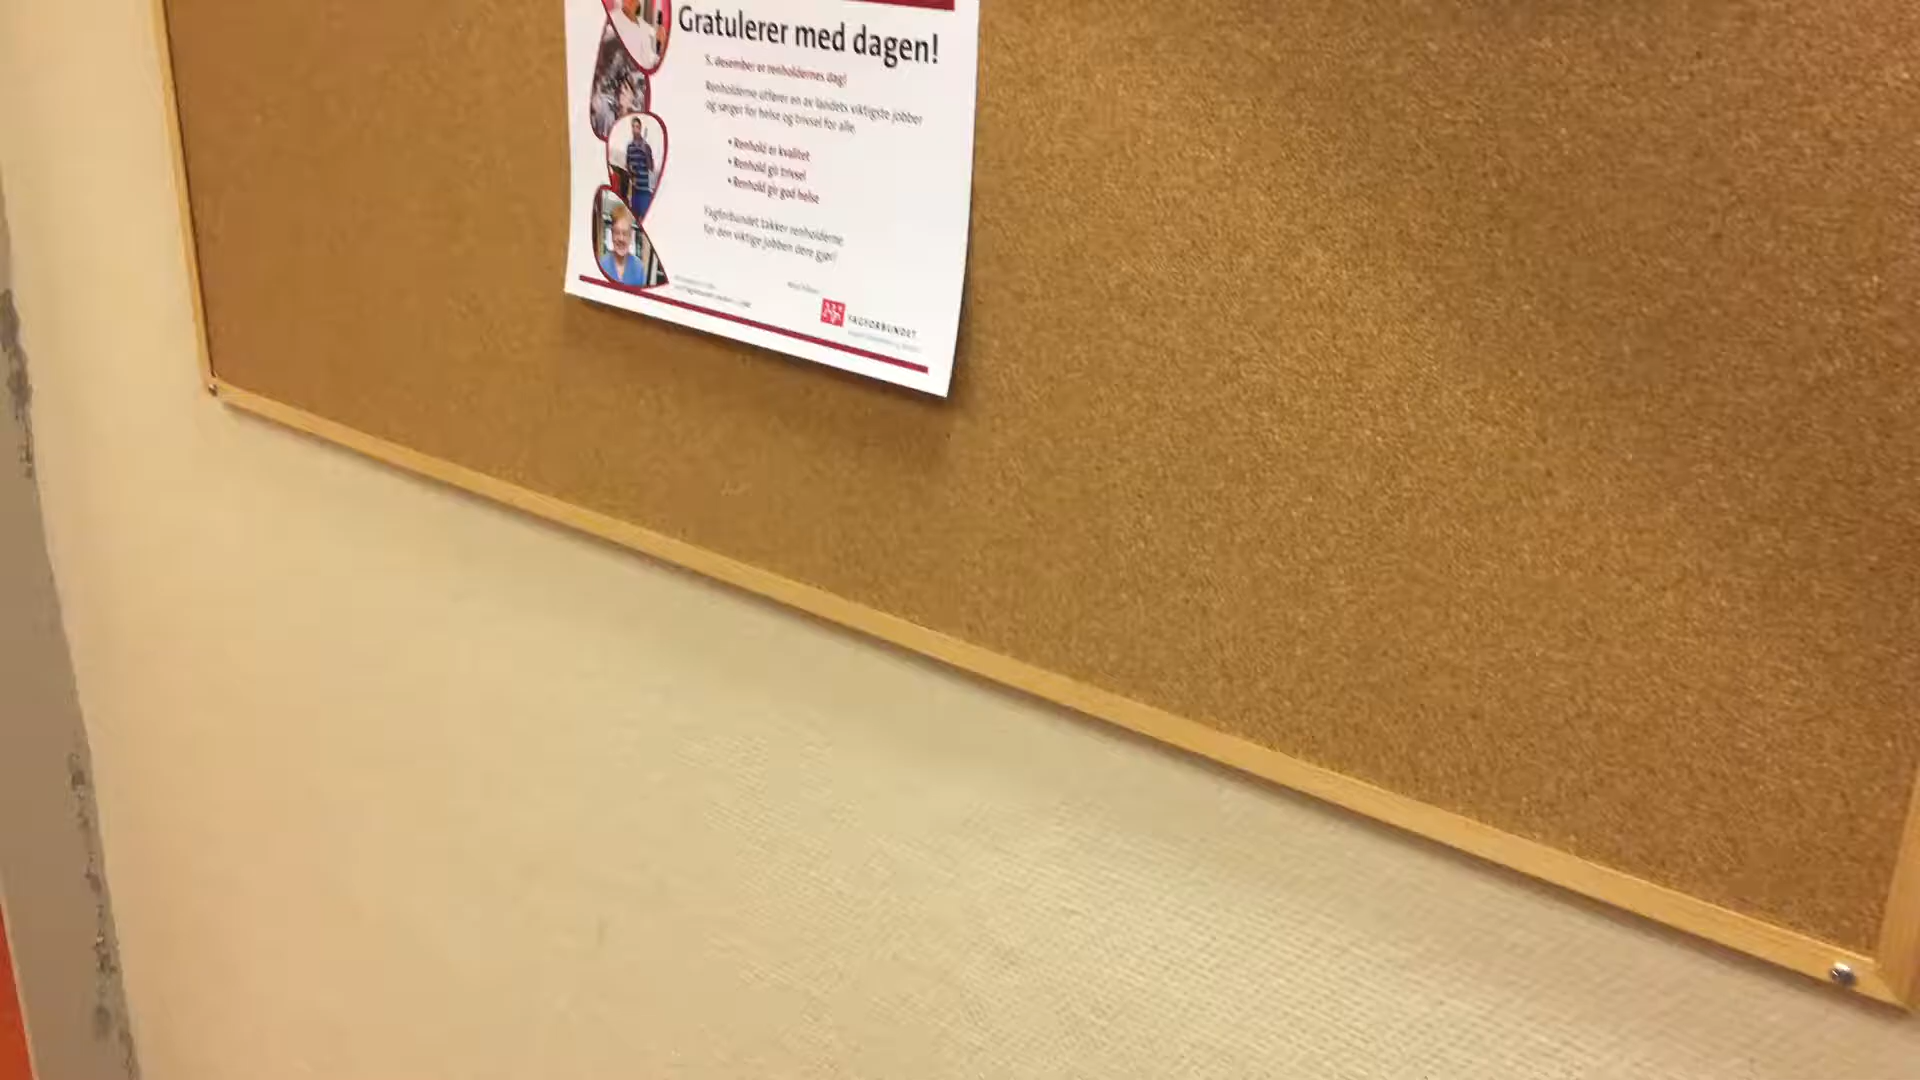 Gratulerer med dagen!
5. desember er renholdernes dag!
Renholderne utfører en av landets viktigste jobber
og sørger for helse og trivsel for alle.
• Renhold er kvalitet
• Renhold gir trivsel
• Renhold gir god helse
Fagforbundet takker renholderne
for den viktige jobben dere gjør!
FAGFORBUNDET